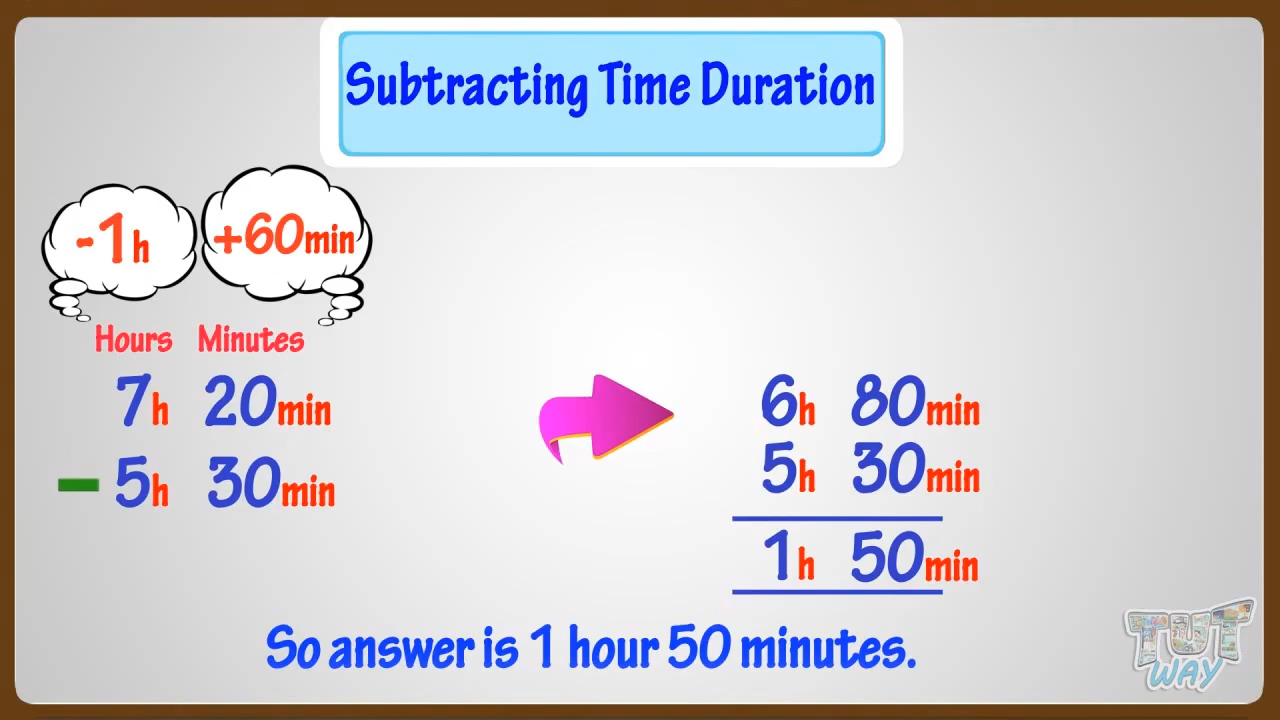 Subtracting Time Duration
-1h +60min
Hours Minutes
7h 20min
- 5h 30min
6h 80min
5h 30min
1h 50min
So answer is 1 hour 50 minutes.
TUT
WAY